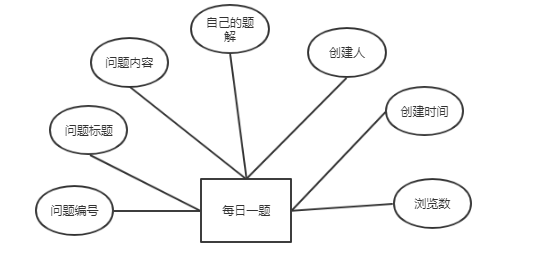 自己的题
解
创建人
问题内容
创建时间
问题标题
浏览数
问题编号
每日一题